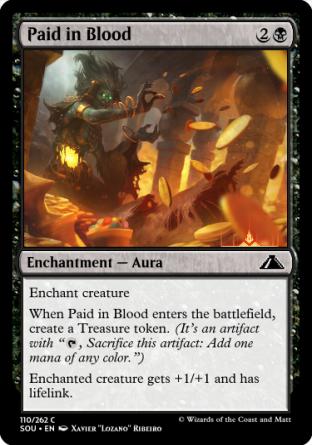 Paid in Blood 2
Enchantment — Aura
Enchant creature
When Paid in Blood enters the battlefield,
create a Treasure token. (It's an artifact
with “, Sacrifice this artifact: Add one
mana of any color.”)
Enchanted creature gets +1/+1 and has
lifelink.
110/262 C
SOU • EN Xavier "Lozano" Ribeiro
© Wizards of the Coast and Matt